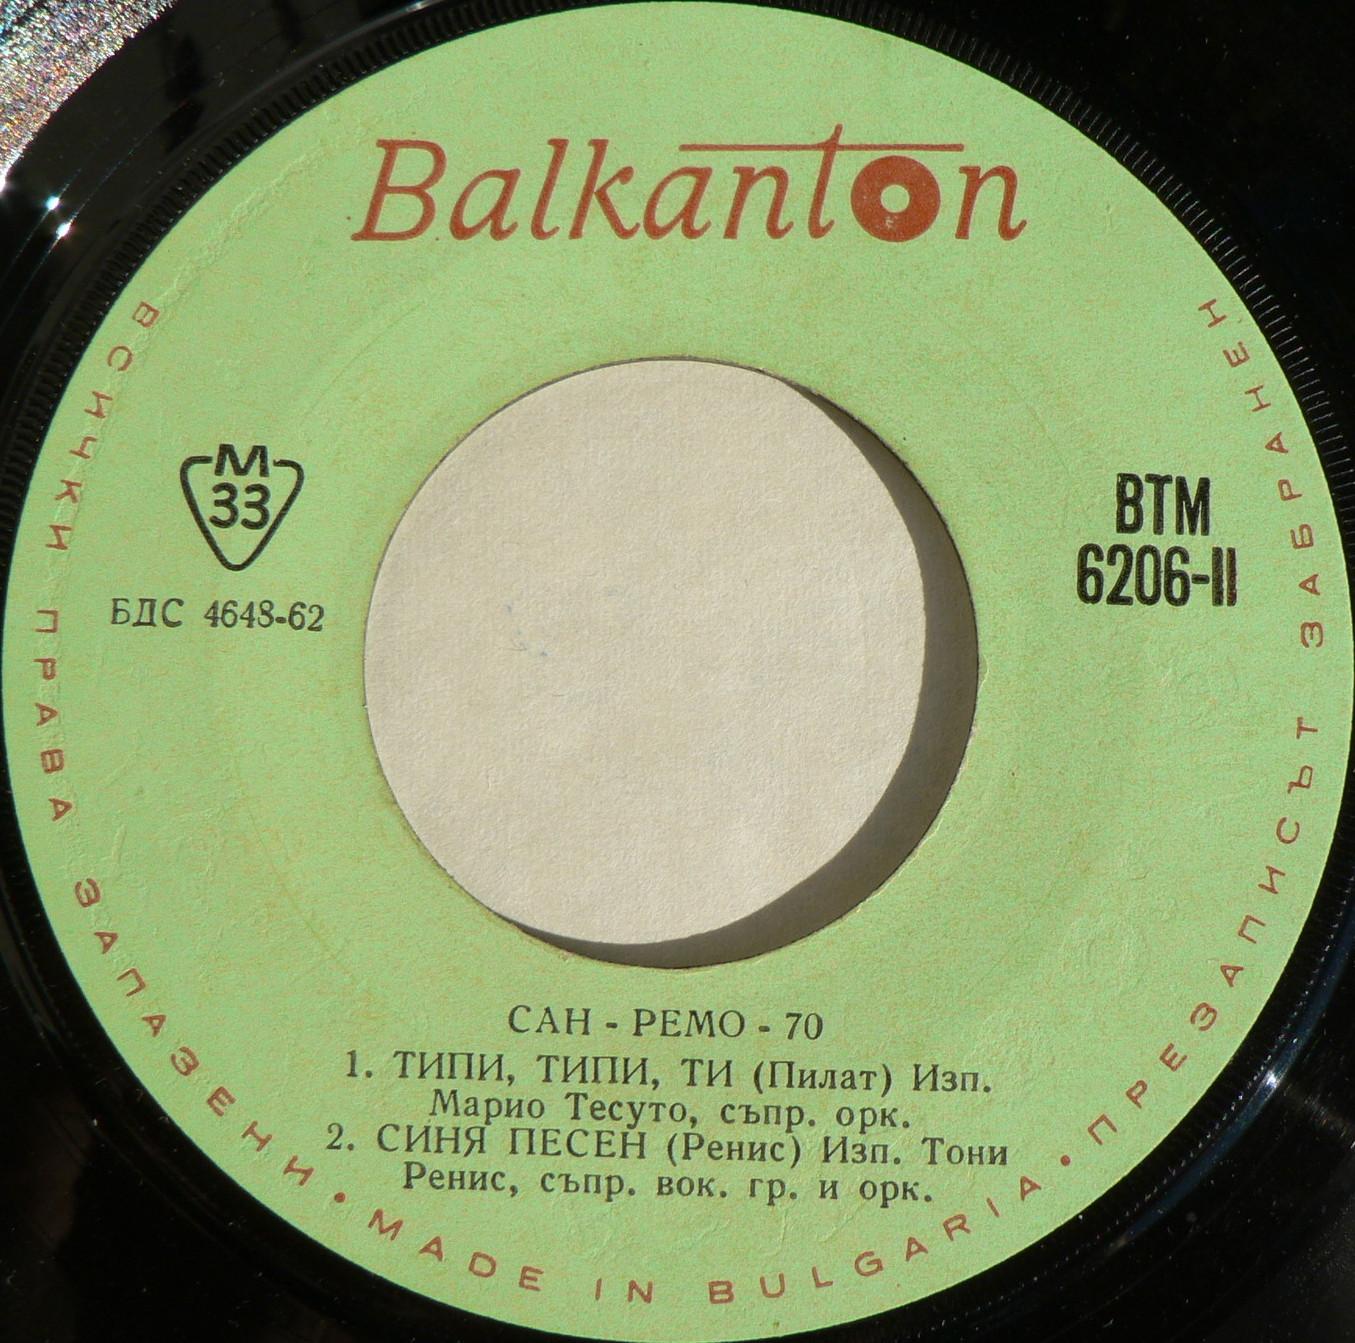 Balkanton
М
33
БДС 4648-62
ВТМ
6206-II
САН - РЕМО - 70
1. ТИПИ, ТИПИ, ТИ (Пилат) Изп.
Марио Тесуто, съпр. орк.
2. СИНЯ ПЕСЕН (Ренис) Изп. Тони
Ренис, съпр. вок. гр. и орк.
ВСИЧКИ ПРАВА ЗАПАЗЕНИ • MADE IN BULGARIA • ПРЕЗАПИСЪТ ЗАБРАНЕН